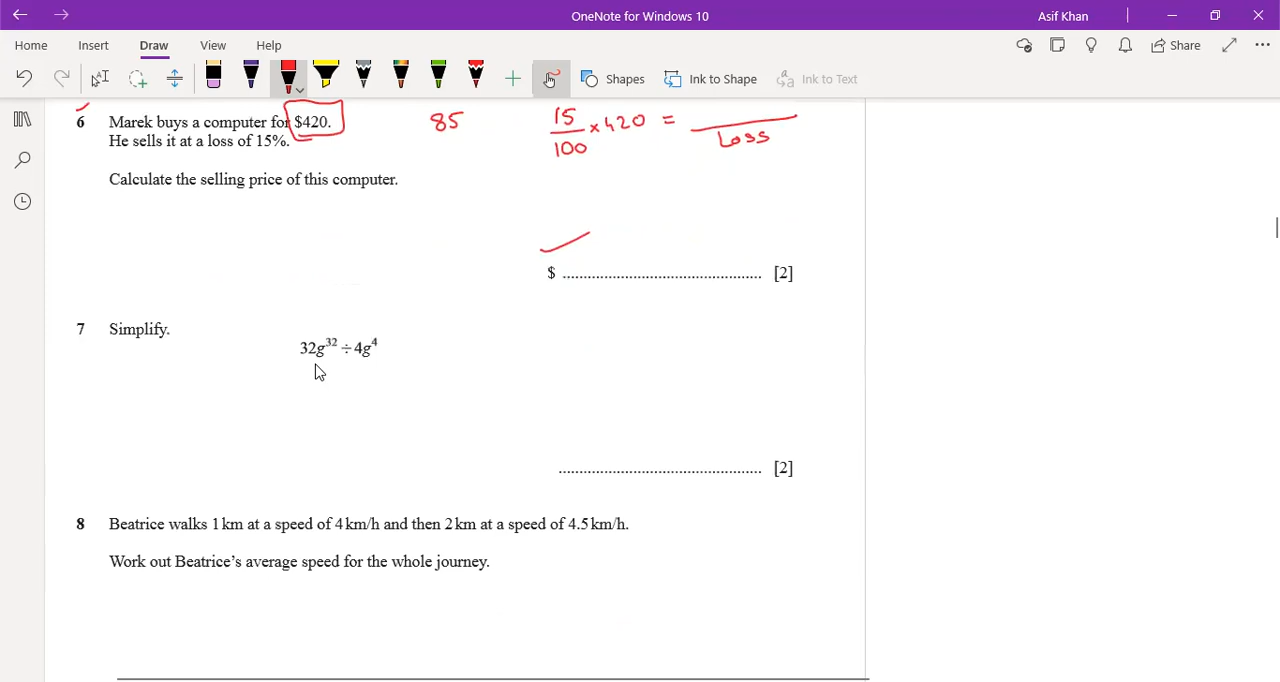 OneNote for Windows 10
Asif Khan
Home Insert Draw View Help
Share
Shapes Ink to Shape Ink to Text
6 Marek buys a computer for $420. 85 15/100 × 420 =
He sells it at a loss of 15%. Loss
Calculate the selling price of this computer.
$ .............................................. [2]
7 Simplify.
32g³² ÷ 4g⁴
.............................................. [2]
8 Beatrice walks 1 km at a speed of 4 km/h and then 2 km at a speed of 4.5 km/h.
Work out Beatrice’s average speed for the whole journey.